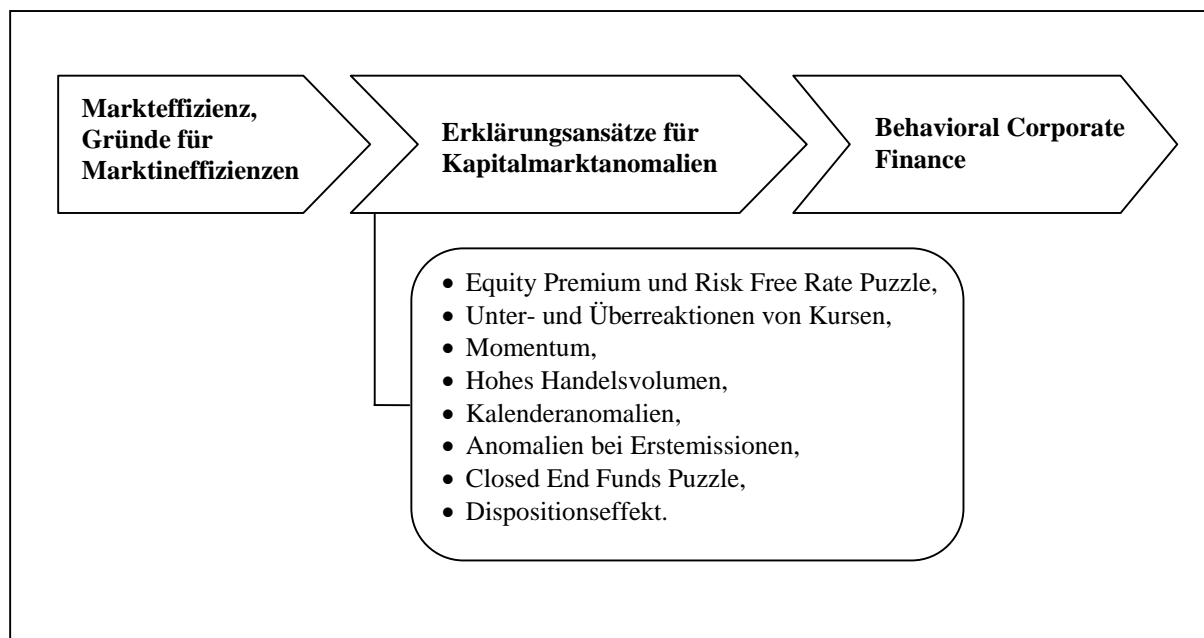 Markteffizienz,
Gründe für
Marktineffizienzen
Erklärungsansätze für
Kapitalmarktanomalien
Behavioral Corporate
Finance
• Equity Premium und Risk Free Rate Puzzle,
• Unter- und Überreaktionen von Kursen,
• Momentum,
• Hohes Handelsvolumen,
• Kalenderanomalien,
• Anomalien bei Erstemissionen,
• Closed End Funds Puzzle,
• Dispositionseffekt.